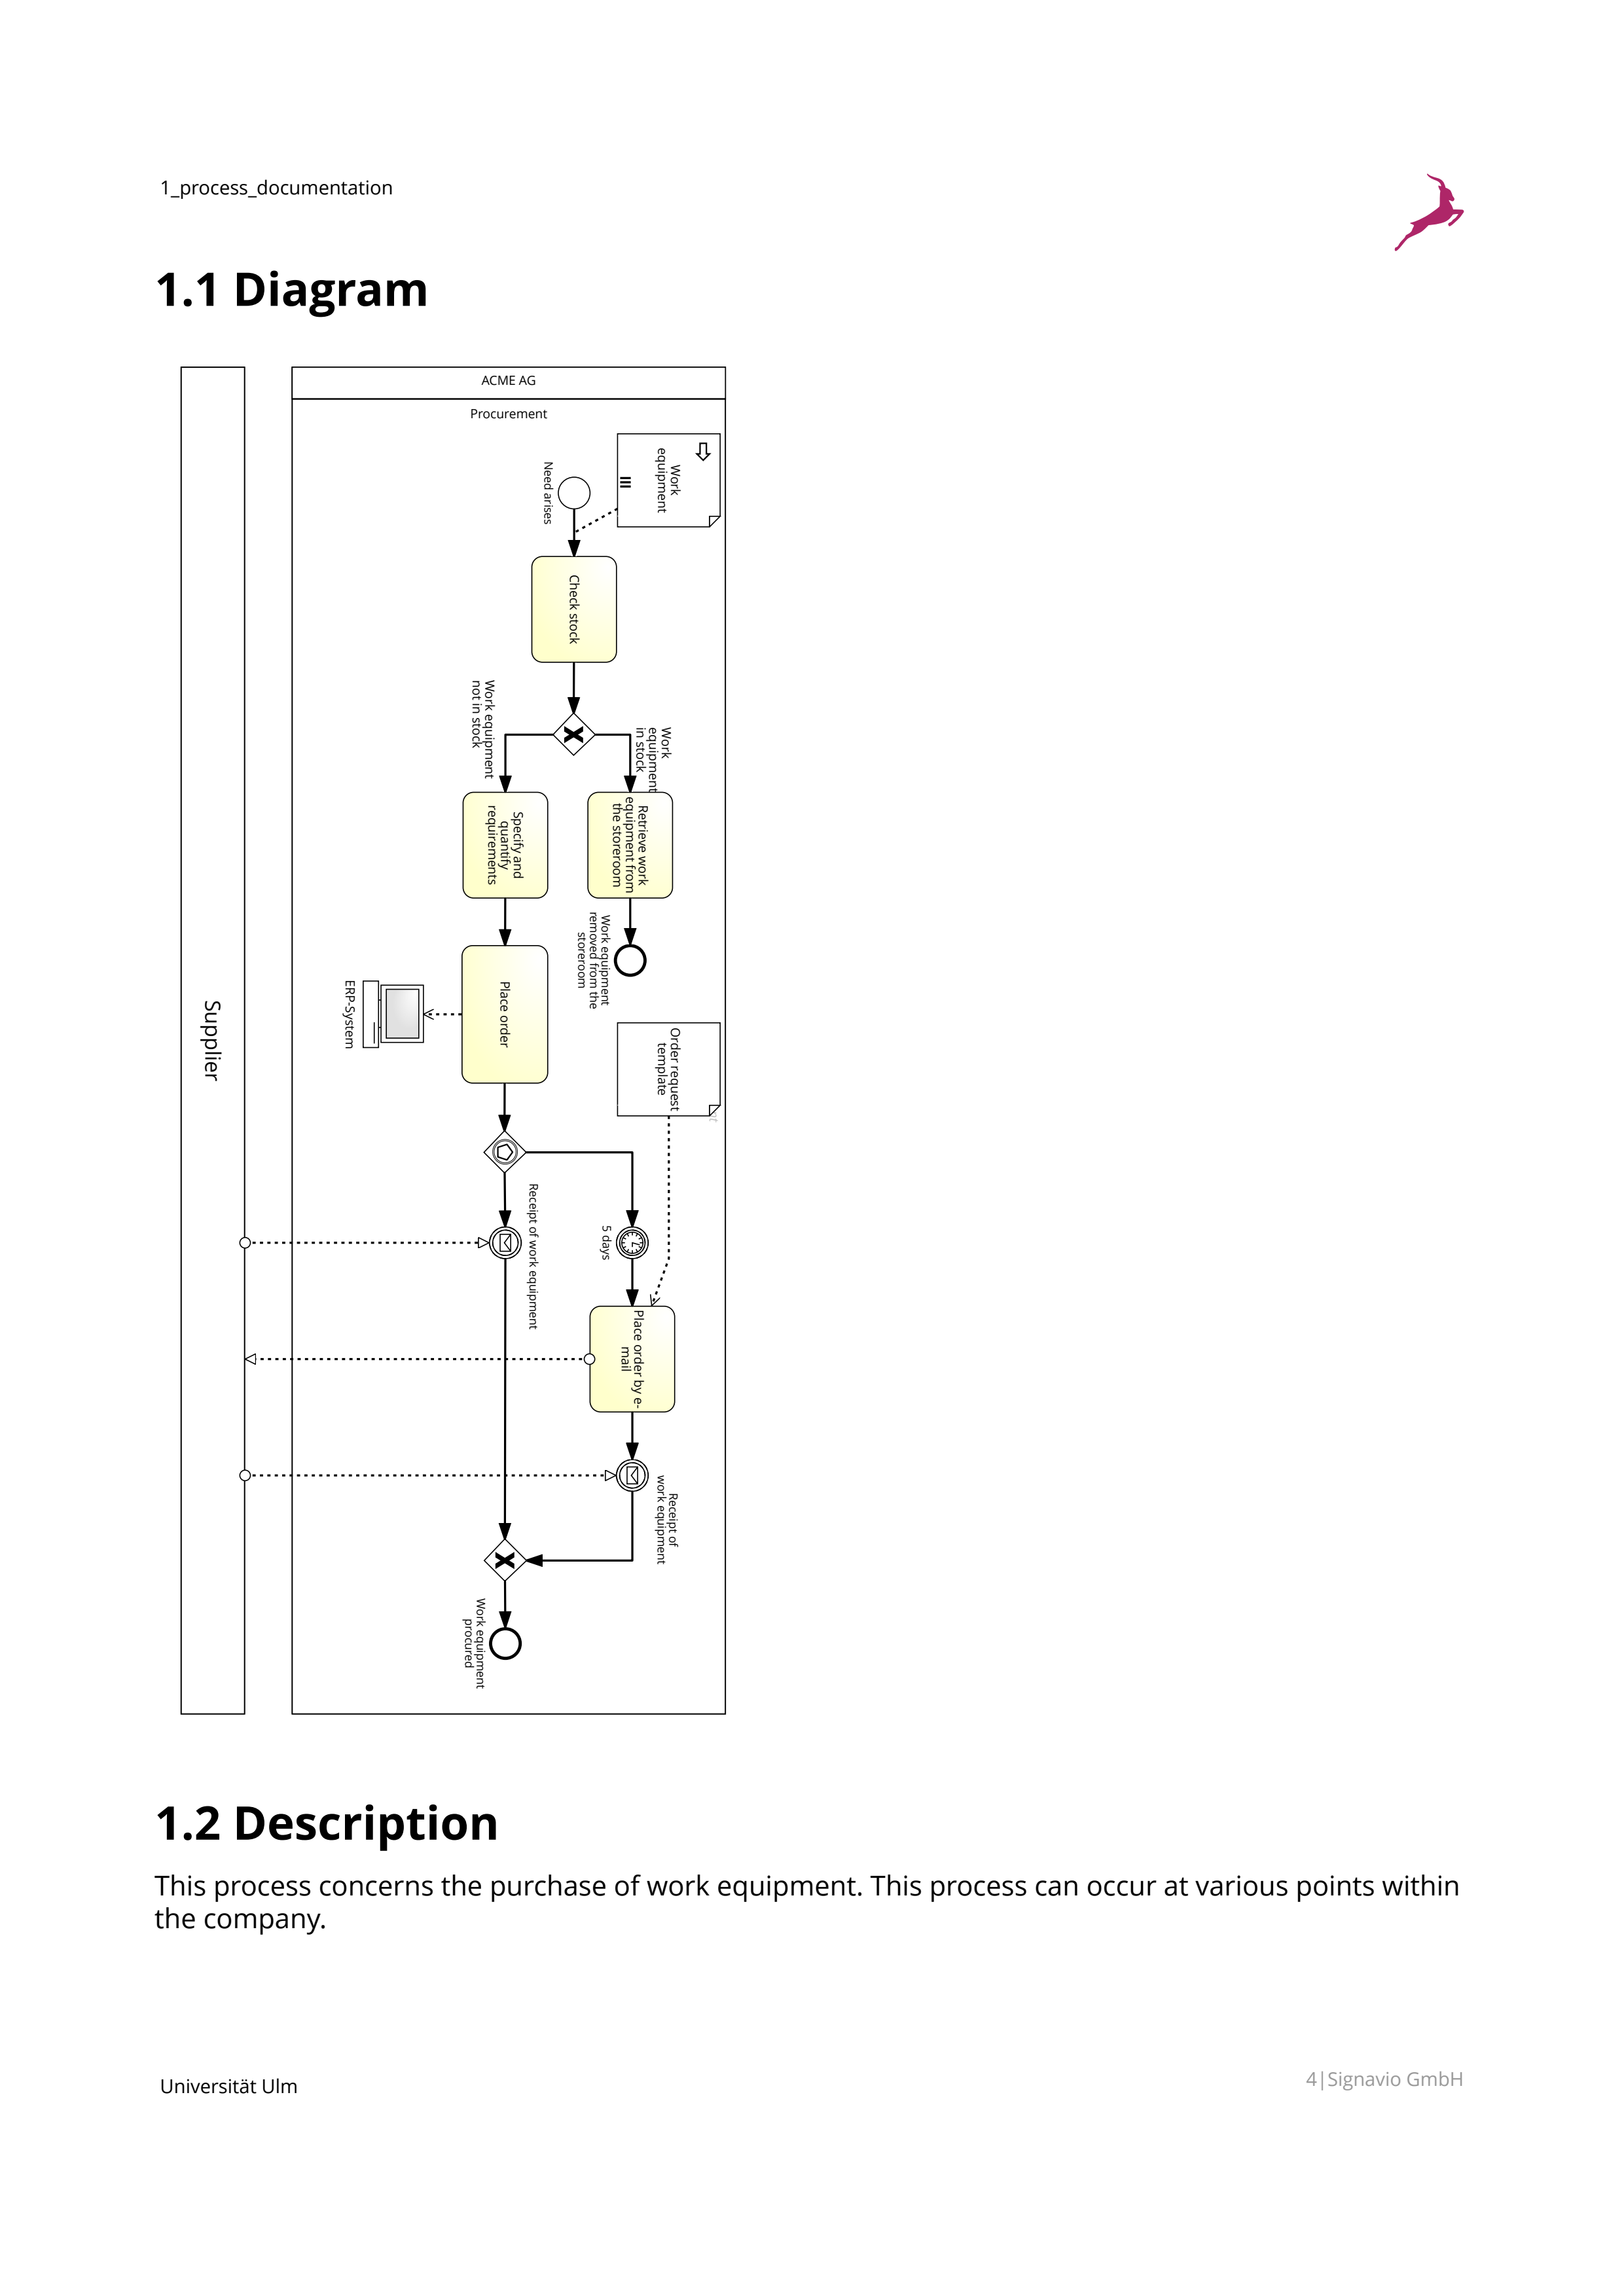 1_process_documentation
1.1 Diagram
ACME AG
Procurement
Work
equipment
Need arises
Check stock
Work equipment
not in stock
Work
equipment
in stock
Specify and
quantify
requirements
Retrieve work
equipment from
the storeroom
Work equipment
removed from the
storeroom
Place order
ERP-System
Order request
template
Supplier
Receipt of work equipment
5 days
Place order by e-
mail
Receipt of
work equipment
Work equipment
procured
1.2 Description
This process concerns the purchase of work equipment. This process can occur at various points within
the company.
Universität Ulm
4|Signavio GmbH